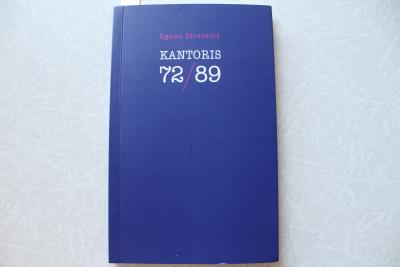 Egons Strautiņš
KANTORIS
72/89